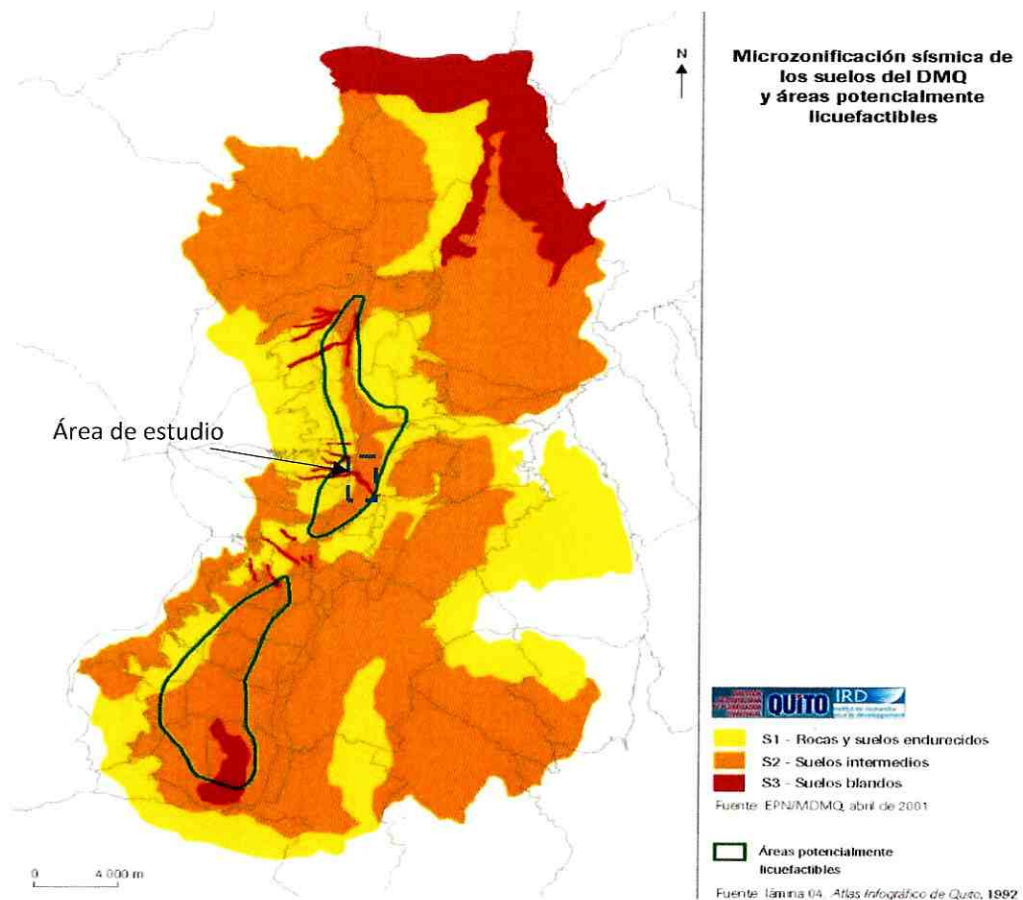 N
Microzonificación sísmica de
los suelos del DMQ
y áreas potencialmente
licuefactibles
Área de estudio
QUITO
IRD
S1 - Rocas y suelos endurecidos
S2 - Suelos intermedios
S3 - Suelos blandos
Fuente: EPN/MDMQ, abril de 2001
Áreas potencialmente
licuefactibles
0 4 000 m
Fuente: lámina 04. Atlas Infográfico de Quito, 1992